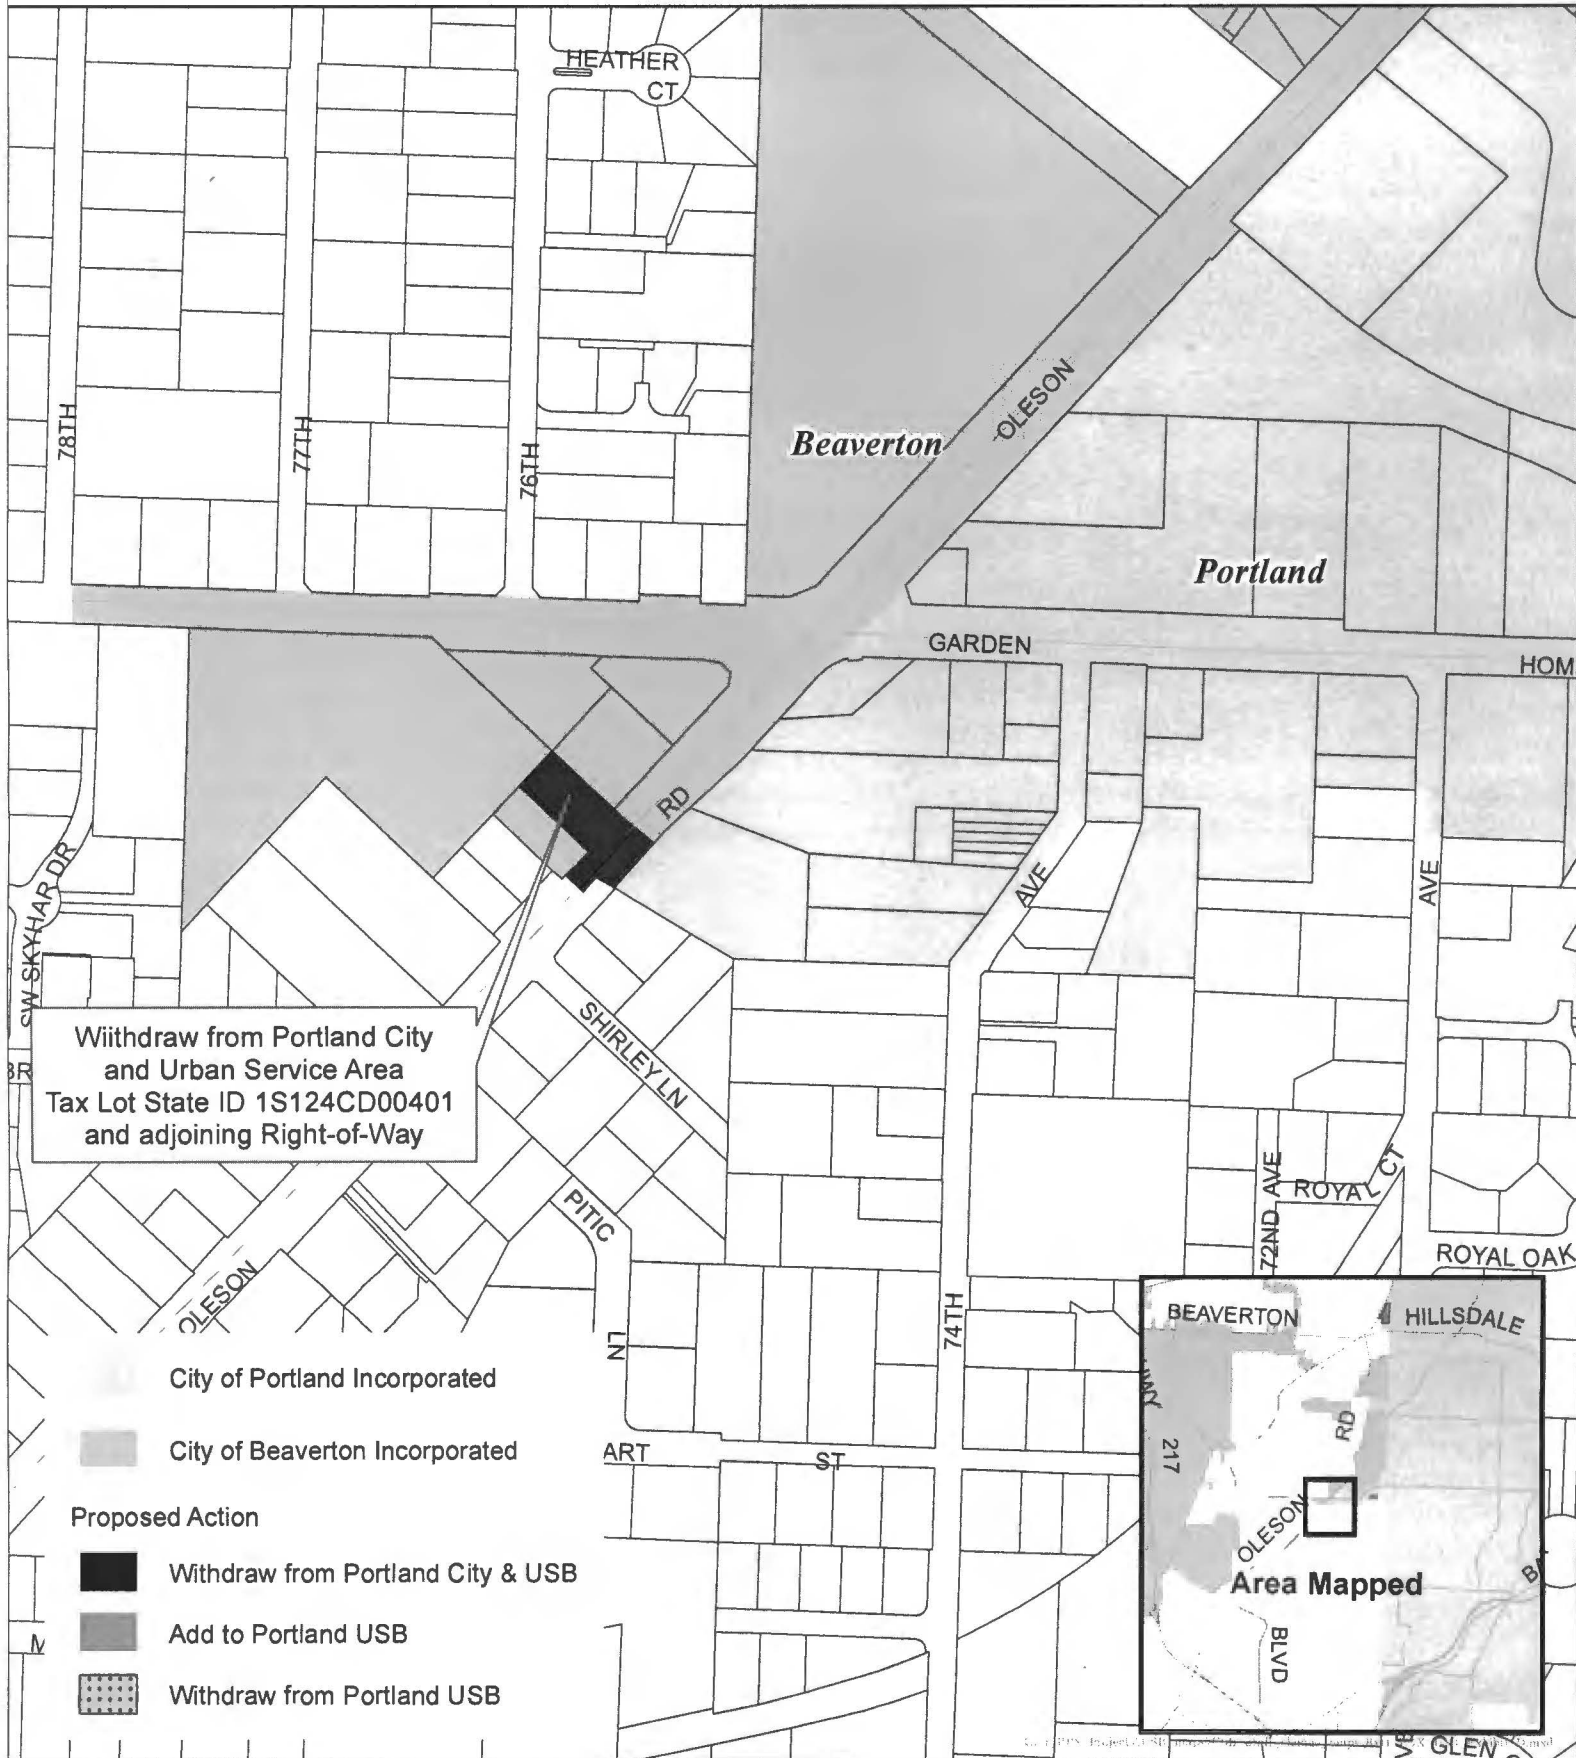 HEATHER
CT
78TH
77TH
76TH
OLESON
Beaverton
Portland
GARDEN
HOM
RD
AVE
AVE
SW SKYHAR DR
SHIRLEY LN
BR
Wiithdraw from Portland City
and Urban Service Area
Tax Lot State ID 1S124CD00401
and adjoining Right-of-Way
PITIC
LN
72ND AVE
ROYAL CT
ROYAL OAK
OLESON
74TH
ART
ST
City of Portland Incorporated
City of Beaverton Incorporated
Proposed Action
Withdraw from Portland City & USB
Add to Portland USB
Withdraw from Portland USB
M
BEAVERTON
HILLSDALE
HWY
217
RD
OLESON
Area Mapped
BLVD
BA
GLEN